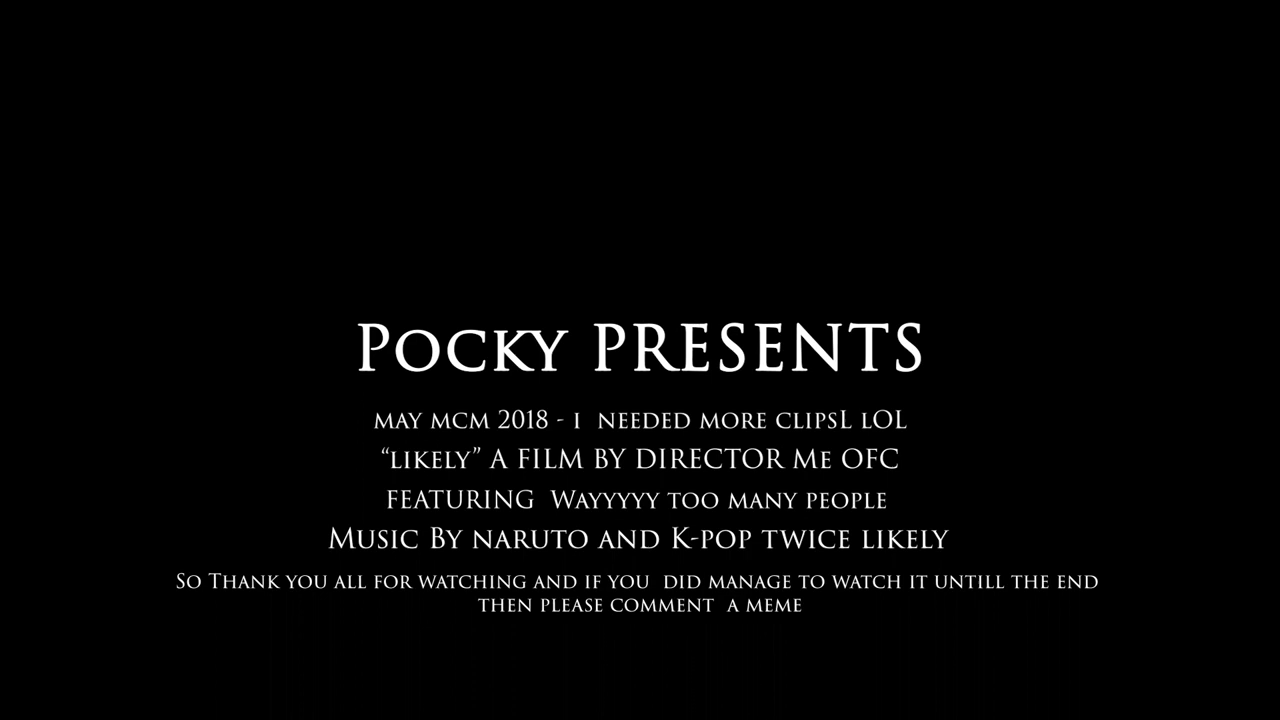 Pocky PRESENTS
may mcm 2018 - i needed more clipsL lOL
“likely” A FILM BY DIRECTOR Me OFC
FEATURING Wayyyyy too many people
Music By naruto and K-pop twice likely
So Thank you all for watching and if you did manage to watch it untill the end
then please comment a meme